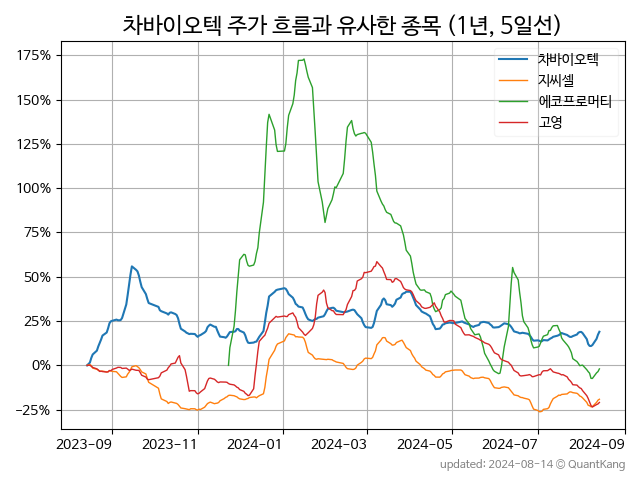 차바이오텍 주가 흐름과 유사한 종목 (1년, 5일선)
175%
150%
125%
100%
75%
50%
25%
0%
−25%
차바이오텍
지씨셀
에코프로머티
고영
2023-09
2023-11
2024-01
2024-03
2024-05
2024-07
2024-09
updated: 2024-08-14 © QuantKang